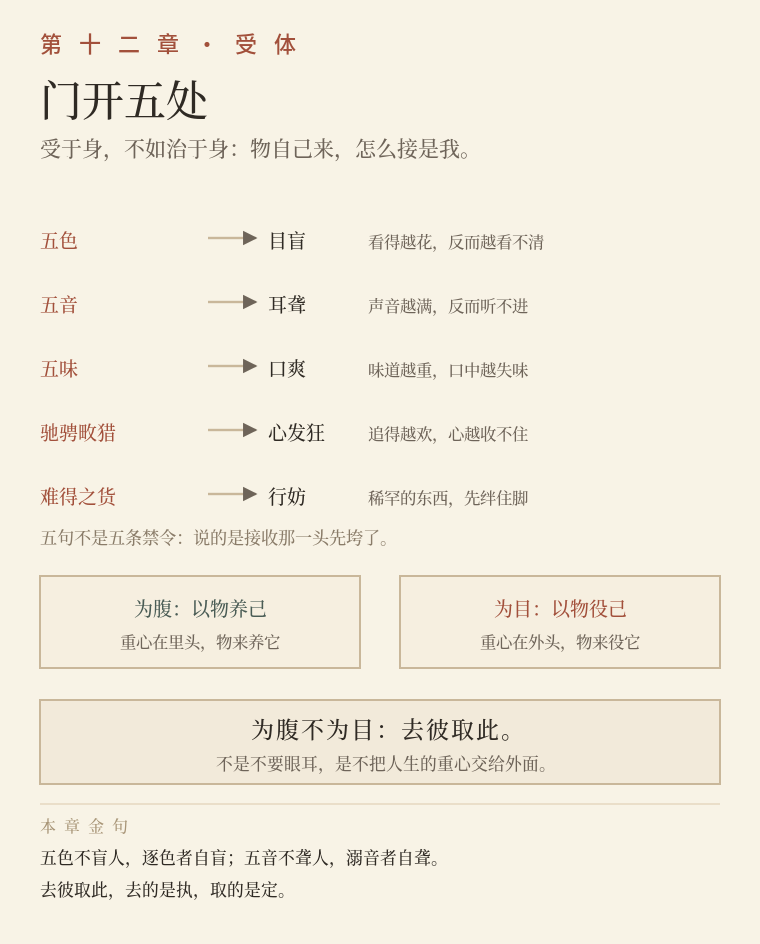 第十二章·受体
门开五处
受于身，不如治于身：物自己来，怎么接是我。
五色 目盲 看得越花，反而越看不清
五音 耳聋 声音越满，反而听不进
五味 口爽 味道越重，口中越失味
驰骋畋猎 心发狂 追得越欢，心越收不住
难得之货 行妨 稀罕的东西，先绊住脚
五句不是五条禁令：说的是接收那一头先垮了。
为腹：以物养己
重心在里头，物来养它
为目：以物役己
重心在外头，物来役它
为腹不为目：去彼取此。
不是不要眼耳，是不把人生的重心交给外面。
本章金句
五色不盲人，逐色者自盲；五音不聋人，溺音者自聋。
去彼取此，去的是执，取的是定。